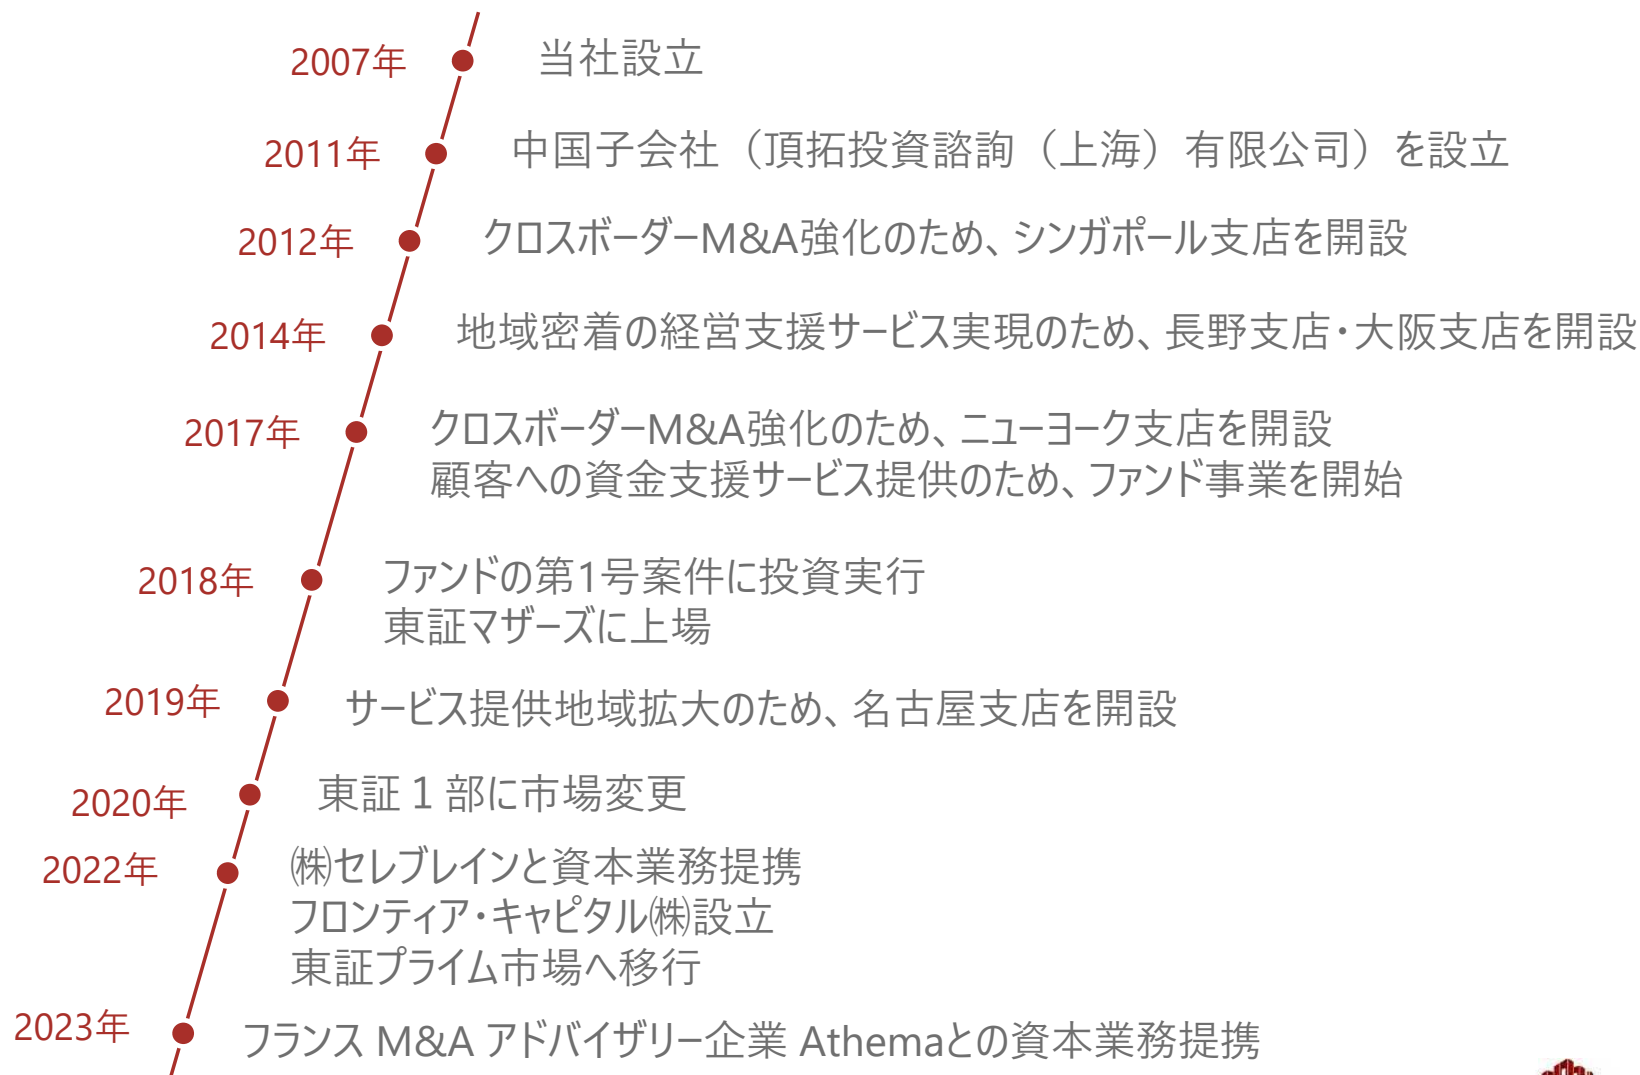 2007年 当社設立
2011年 中国子会社（頂拓投資諮詢（上海）有限公司）を設立
2012年 クロスボーダーM&A強化のため、シンガポール支店を開設
2014年 地域密着の経営支援サービス実現のため、長野支店・大阪支店を開設
2017年 クロスボーダーM&A強化のため、ニューヨーク支店を開設
顧客への資金支援サービス提供のため、ファンド事業を開始
2018年 ファンドの第1号案件に投資実行
東証マザーズに上場
2019年 サービス提供地域拡大のため、名古屋支店を開設
2020年 東証１部に市場変更
2022年 ㈱セレブレインと資本業務提携
フロンティア・キャピタル㈱設立
東証プライム市場へ移行
2023年 フランス M&A アドバイザリー企業 Athemaとの資本業務提携